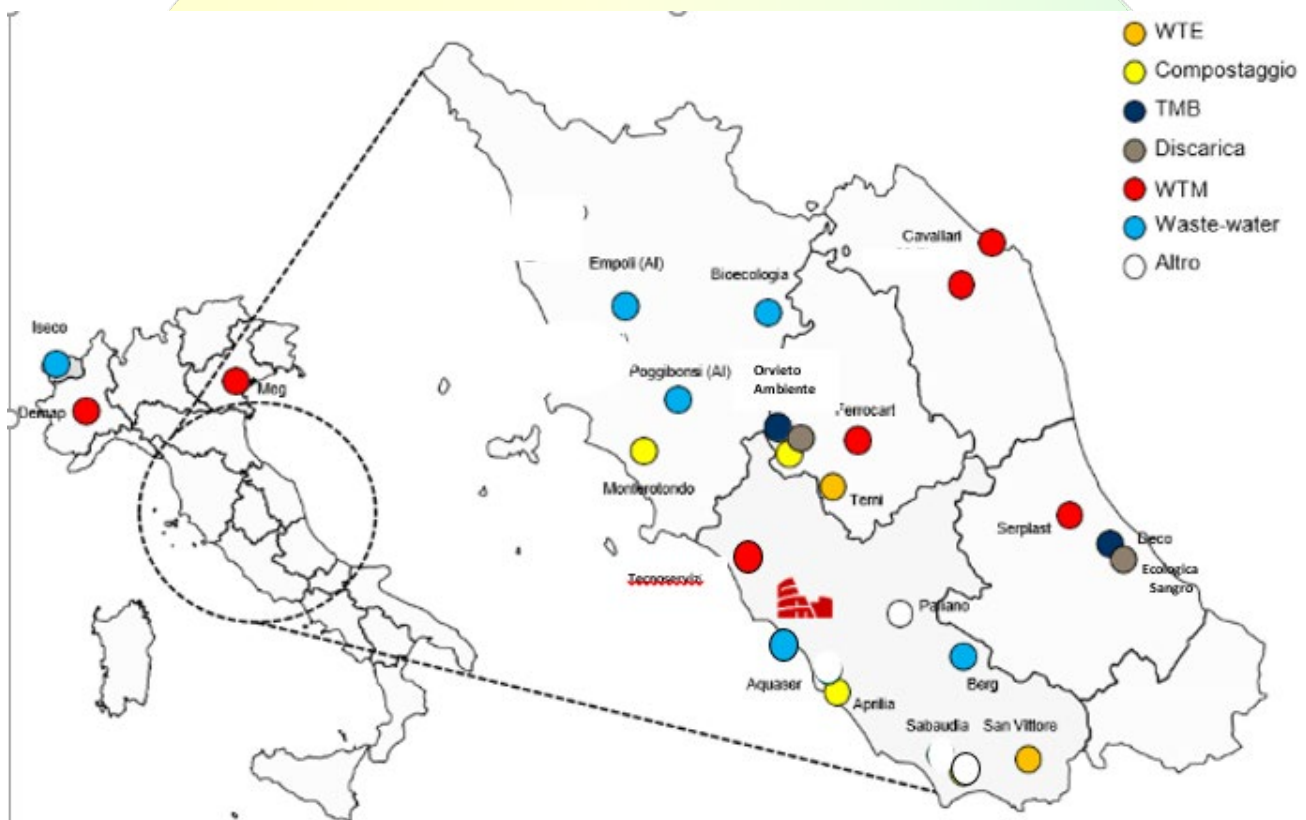 WTE
Compostaggio
TMB
Discarica
WTM
Waste-water
Altro
Cavallari
Empoli (AI)
Bioecologia
Iseco
Meg
Demap
Poggibonsi (AI)
Orvieto
Ambiente
Ferrocart
Monterotondo
Terni
Serplast
Deco
Ecologica
Sangro
Tecnoservizi
Paliano
Aquaser
Berg
Aprilia
Sabaudia
San Vittore